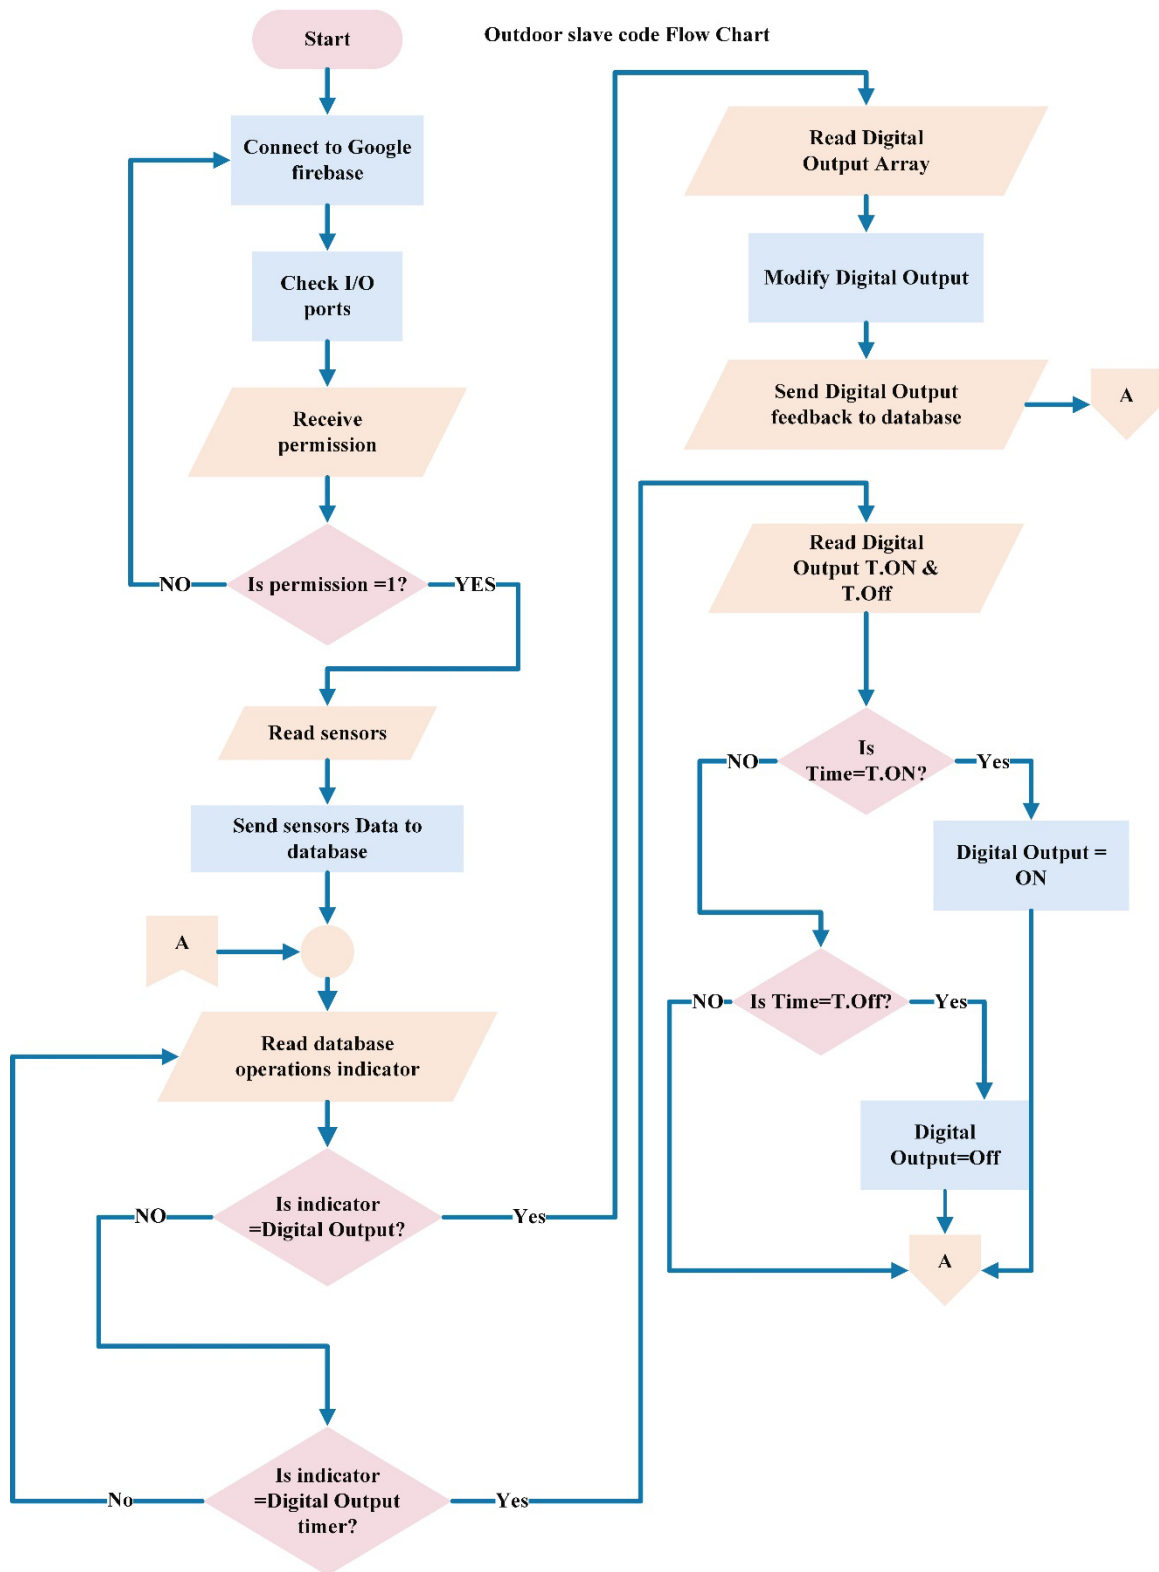 Outdoor slave code Flow Chart
Start
Connect to Google
firebase
Check I/O
ports
Receive
permission
Is permission =1?
NO
YES
Read sensors
Send sensors Data to
database
A
Read database
operations indicator
Is indicator
=Digital Output?
NO
Yes
Is indicator
=Digital Output
timer?
No
Yes
Read Digital
Output Array
Modify Digital Output
Send Digital Output
feedback to database
A
Read Digital
Output T.ON &
T.Off
Is
Time=T.ON?
NO
Yes
Digital Output =
ON
Is Time=T.Off?
NO
Yes
Digital
Output=Off
A